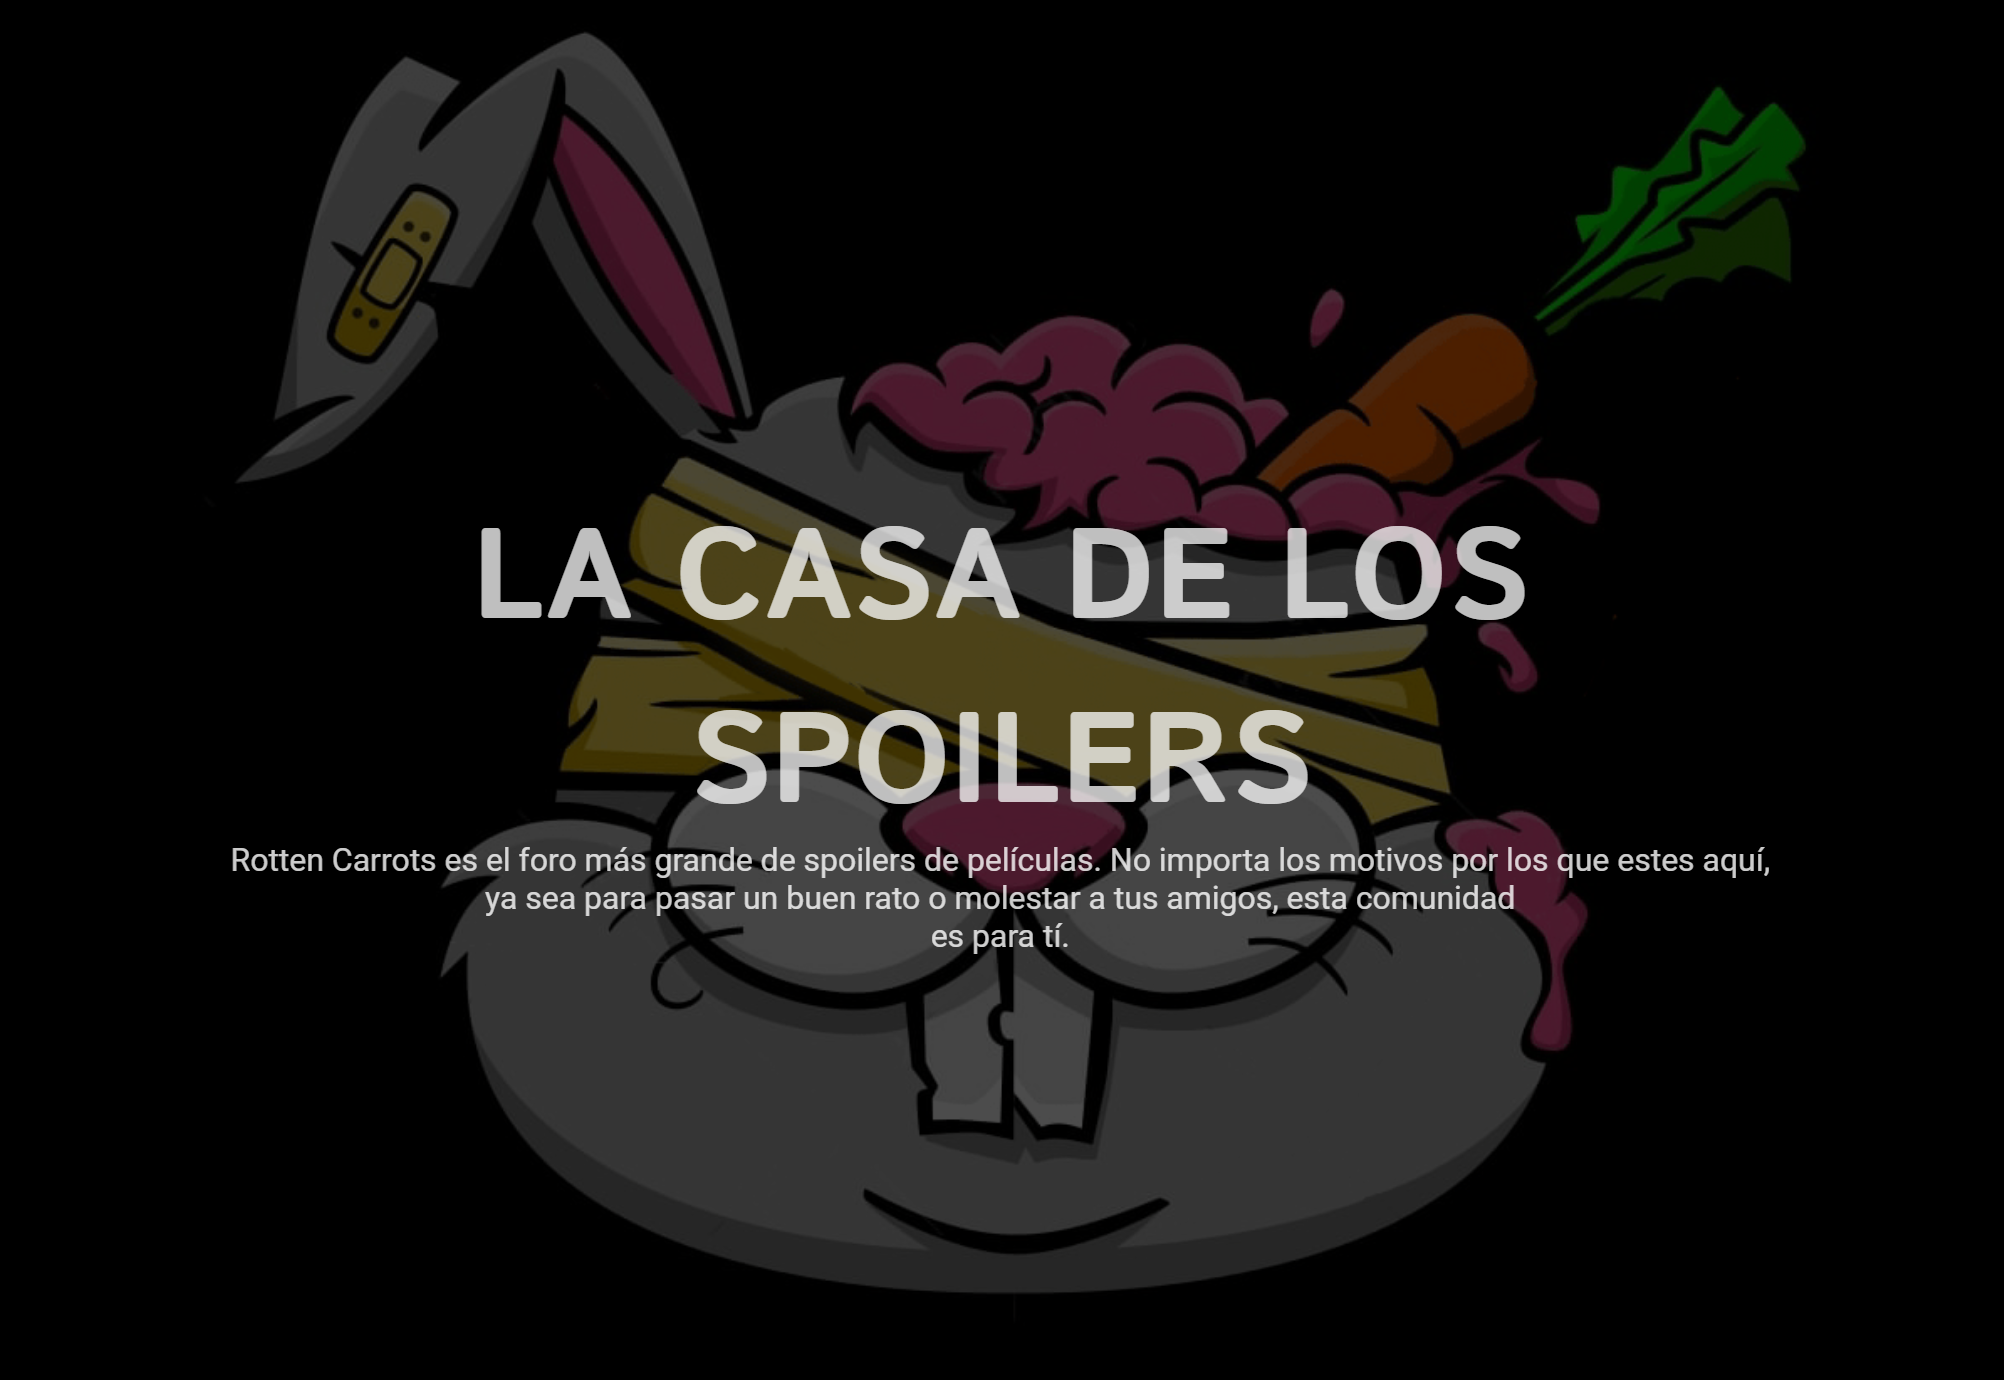 LA CASA DE LOS
SPOILERS
Rotten Carrots es el foro más grande de spoilers de películas. No importa los motivos por los que estes aquí,
ya sea para pasar un buen rato o molestar a tus amigos, esta comunidad
es para tí.